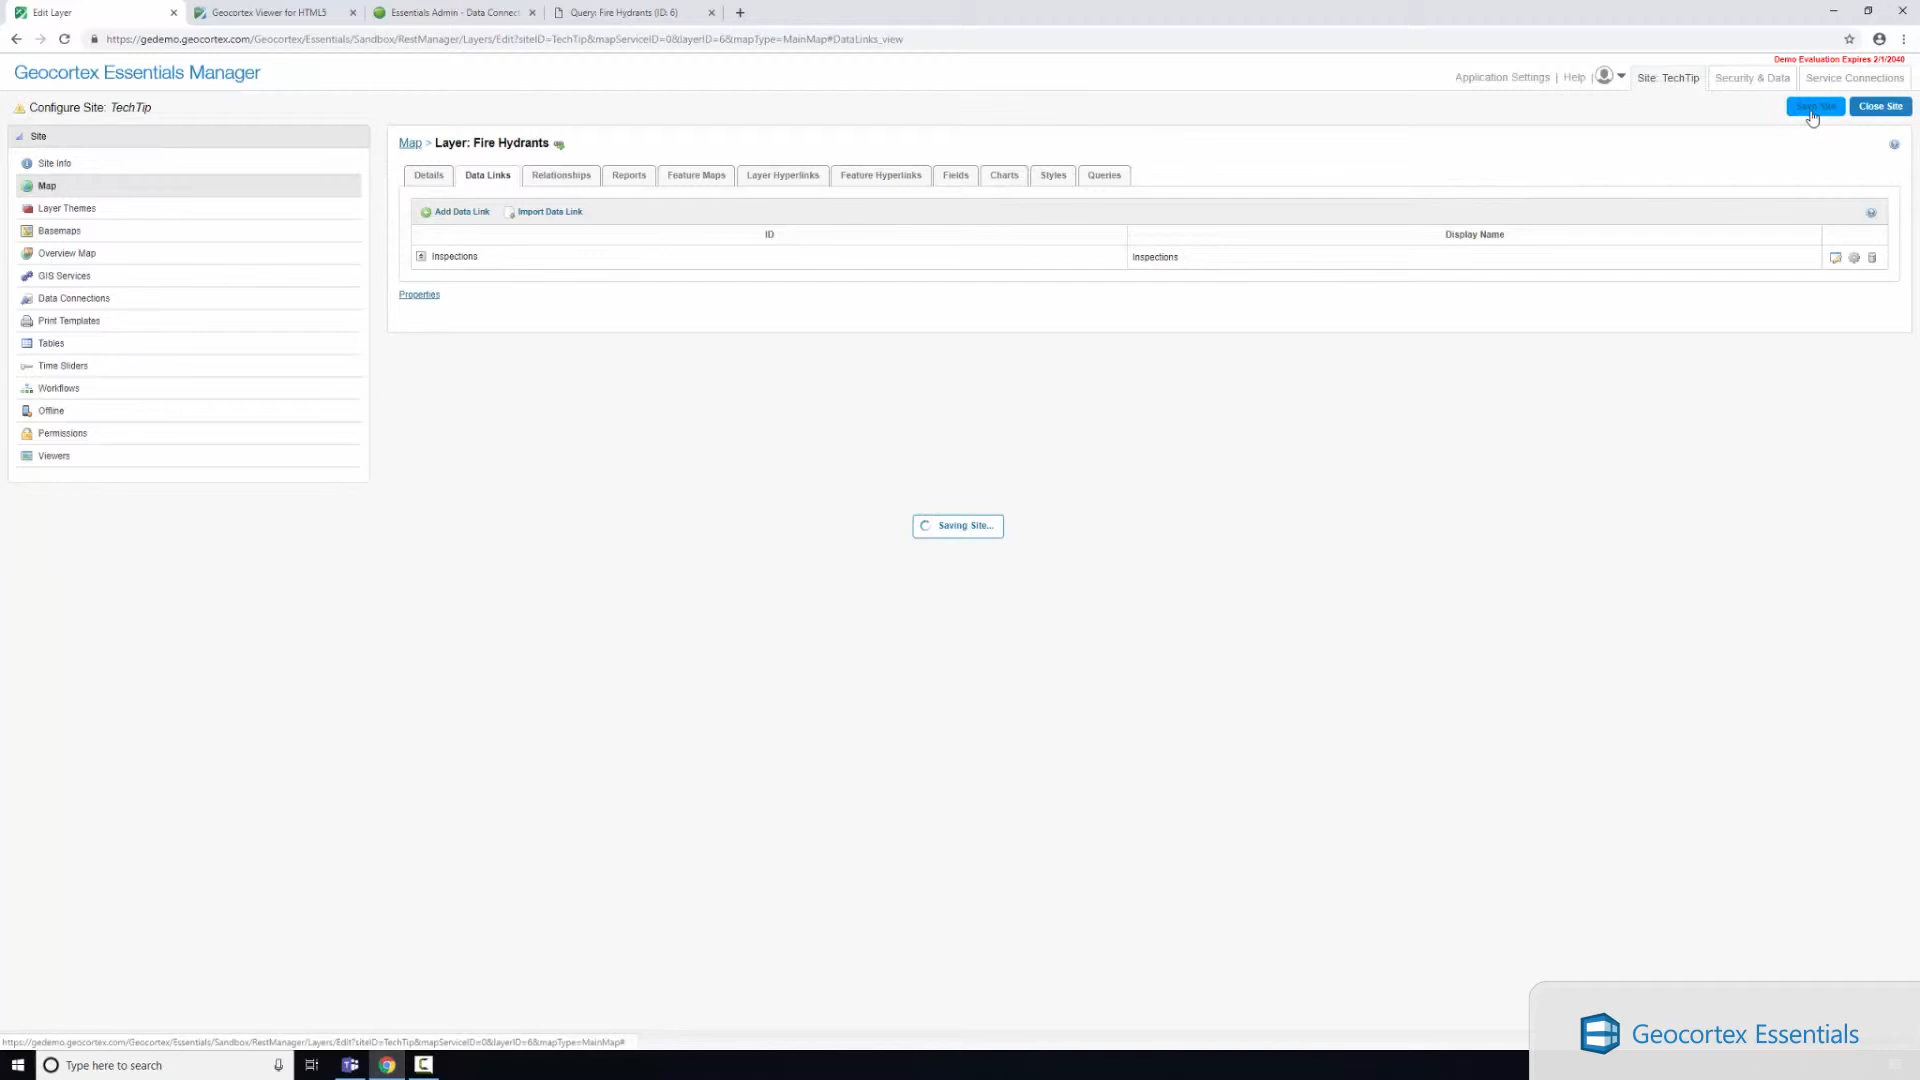 Edit Layer
Geocortex Viewer for HTML5
Essentials Admin - Data Connect
Query: Fire Hydrants (ID: 6)
https://gedemo.geocortex.com/Geocortex/Essentials/Sandbox/RestManager/Layers/Edit?siteID=TechTip&mapServiceID=0&layerID=6&mapType=MainMap#DataLinks_view
Demo Evaluation Expires 2/1/2040
Geocortex Essentials Manager
Application Settings | Help |
Site: TechTip
Security & Data
Service Connections
Configure Site: TechTip
Save Site
Close Site
Site
Site Info
Map
Layer Themes
Basemaps
Overview Map
GIS Services
Data Connections
Print Templates
Tables
Time Sliders
Workflows
Offline
Permissions
Viewers
Map > Layer: Fire Hydrants
Details
Data Links
Relationships
Reports
Feature Maps
Layer Hyperlinks
Feature Hyperlinks
Fields
Charts
Styles
Queries
Add Data Link
Import Data Link
ID
Display Name
Inspections
Inspections
Properties
Saving Site...
https://gedemo.geocortex.com/Geocortex/Essentials/Sandbox/RestManager/Layers/Edit?siteID=TechTip&mapServiceID=0&layerID=6&mapType=MainMap#
Type here to search
Geocortex Essentials